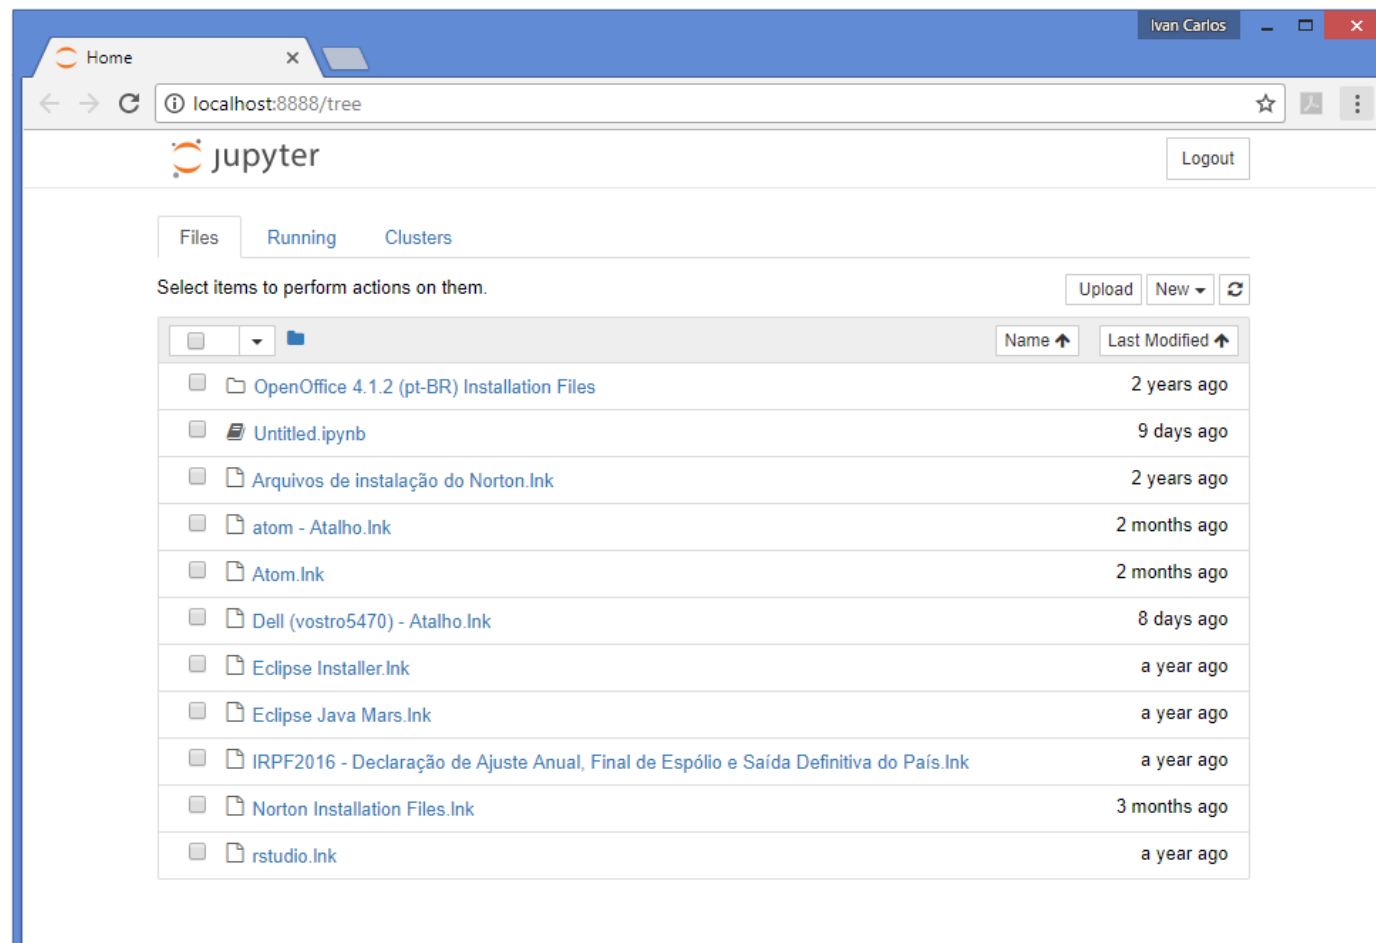 Ivan Carlos
Home
localhost:8888/tree
jupyter
Logout
Files Running Clusters
Select items to perform actions on them.
Upload New
Name Last Modified
OpenOffice 4.1.2 (pt-BR) Installation Files 2 years ago
Untitled.ipynb 9 days ago
Arquivos de instalação do Norton.lnk 2 years ago
atom - Atalho.lnk 2 months ago
Atom.lnk 2 months ago
Dell (vostro5470) - Atalho.lnk 8 days ago
Eclipse Installer.lnk a year ago
Eclipse Java Mars.lnk a year ago
IRPF2016 - Declaração de Ajuste Anual, Final de Espólio e Saída Definitiva do País.lnk a year ago
Norton Installation Files.lnk 3 months ago
rstudio.lnk a year ago